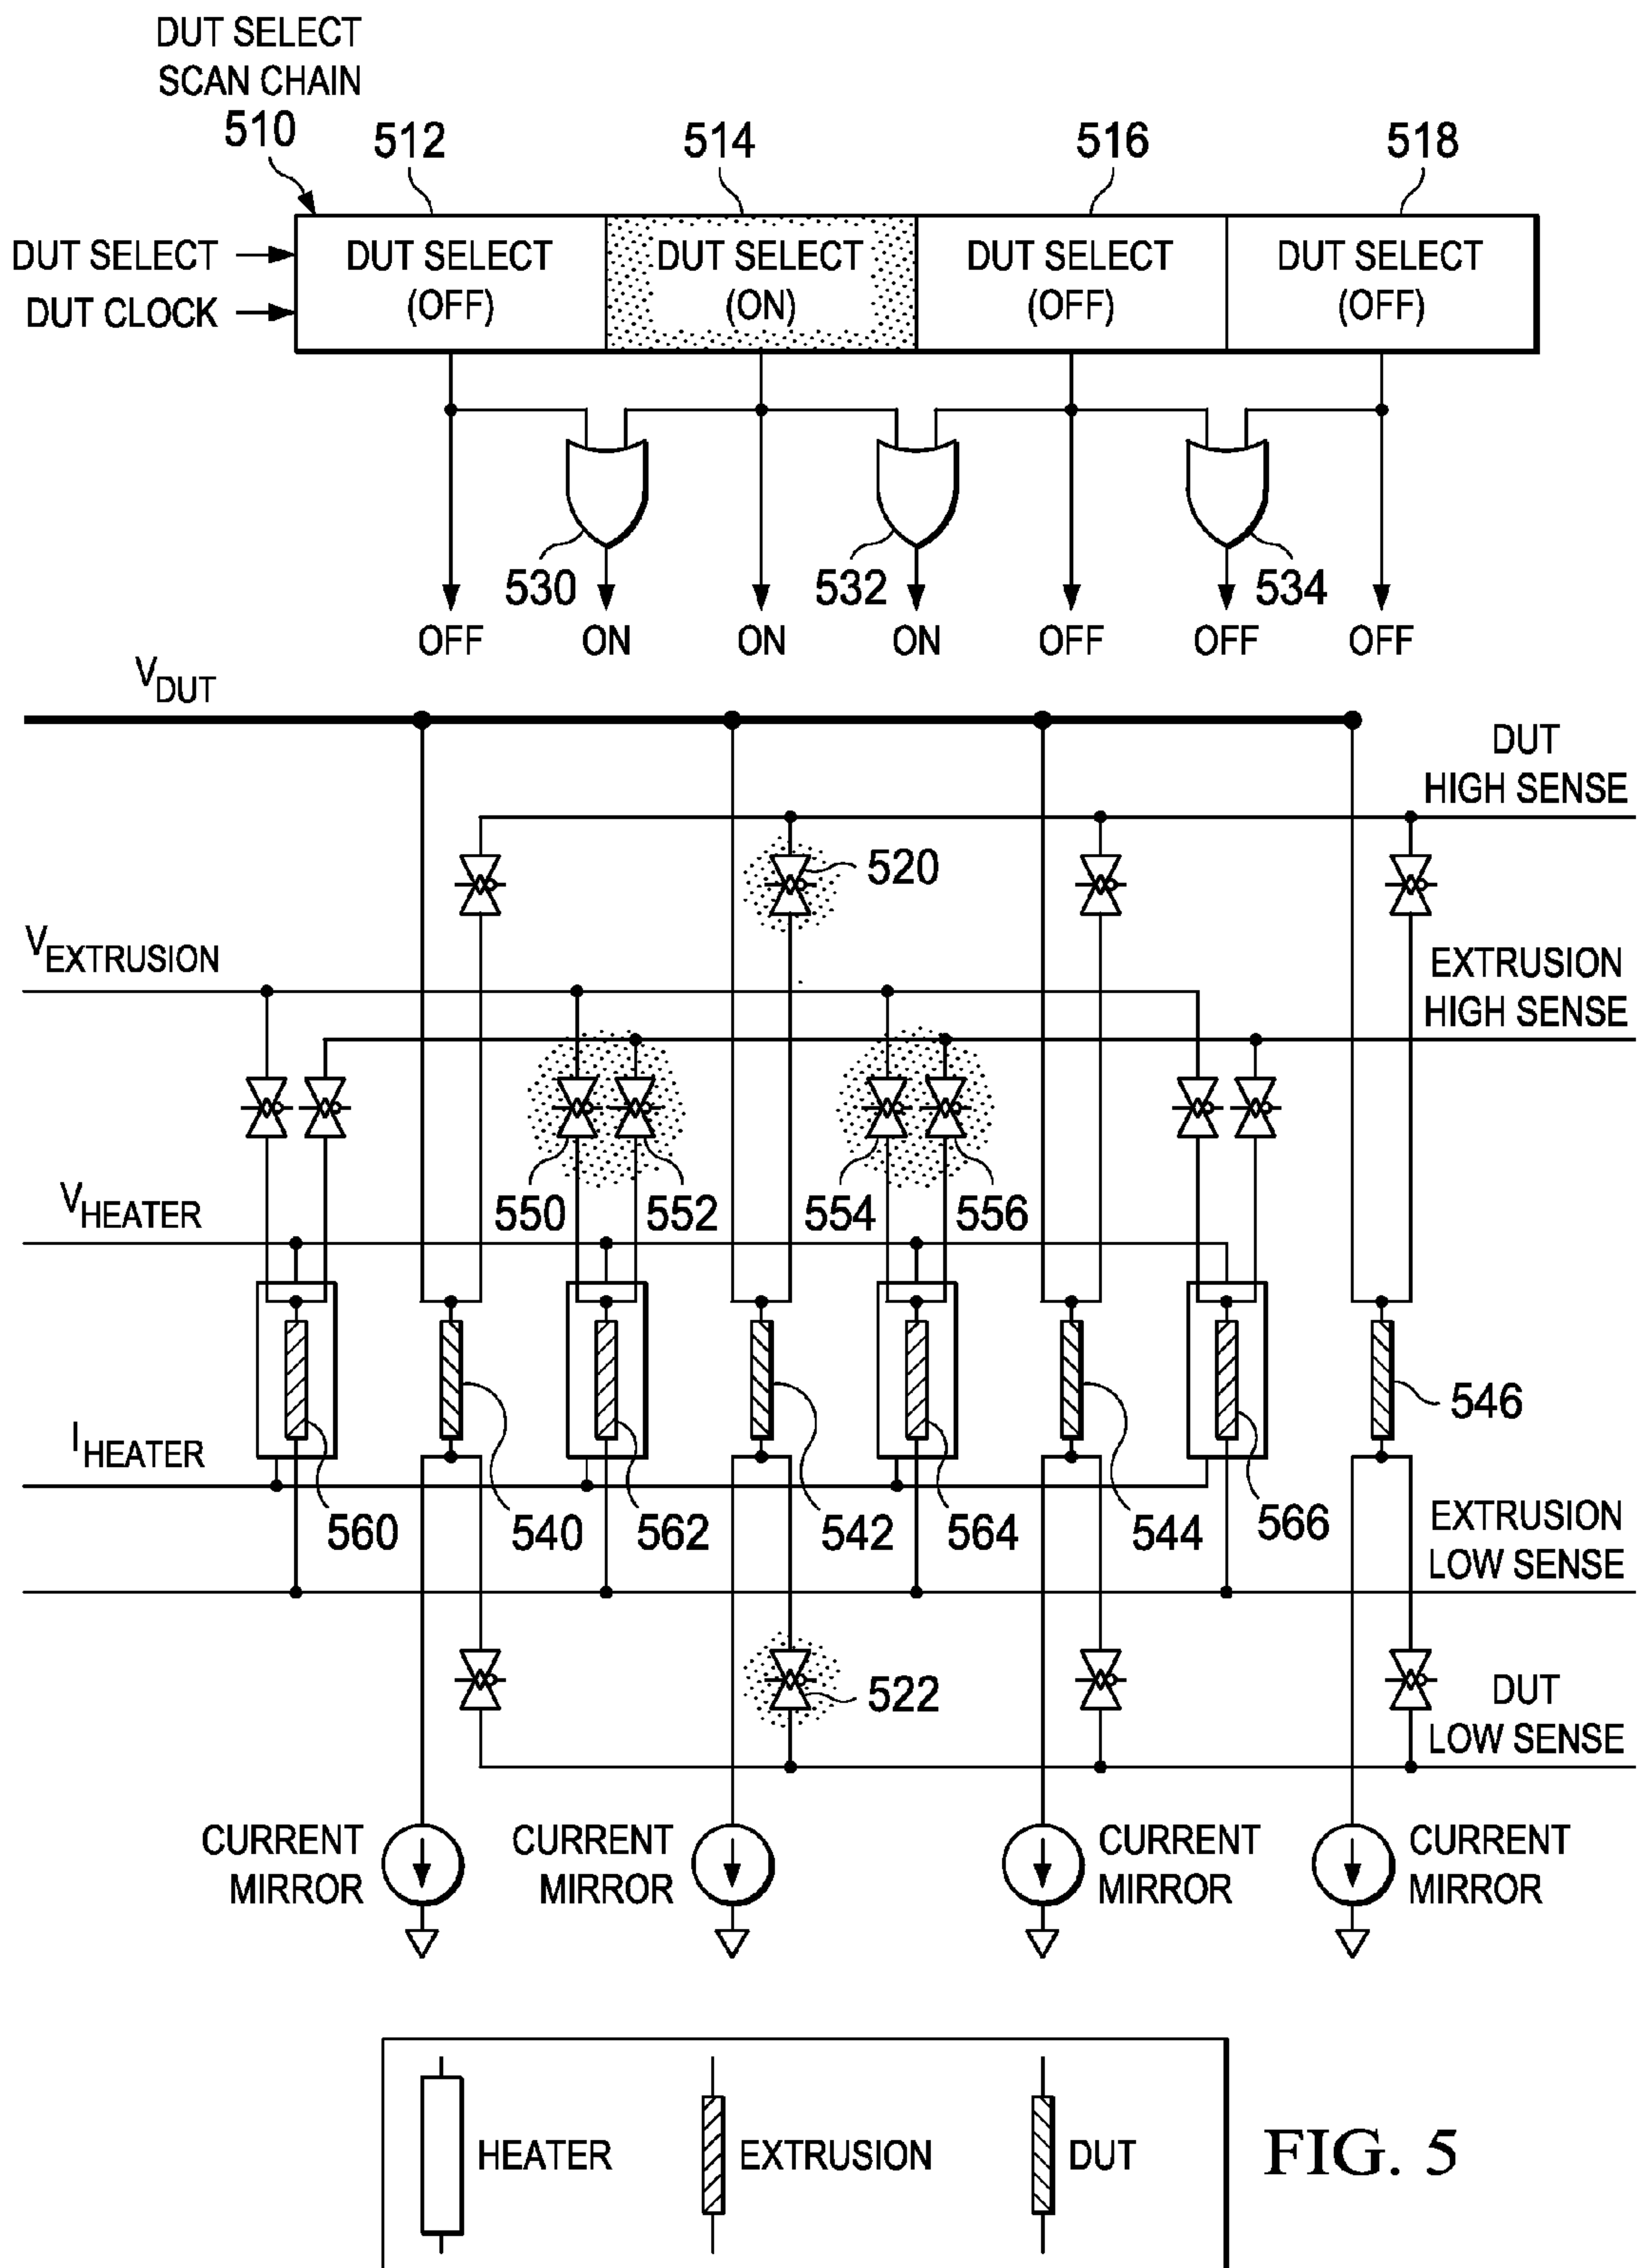 DUT SELECT
SCAN CHAIN
510
512
514
516
518
DUT SELECT
DUT CLOCK
DUT SELECT
(OFF)
DUT SELECT
(ON)
DUT SELECT
(OFF)
DUT SELECT
(OFF)
530
532
534
OFF
ON
ON
ON
OFF
OFF
OFF
VDUT
DUT
HIGH SENSE
520
VEXTRUSION
EXTRUSION
HIGH SENSE
550
552
554
556
VHEATER
546
IHEATER
560
540
562
542
564
544
566
EXTRUSION
LOW SENSE
522
DUT
LOW SENSE
CURRENT
MIRROR
CURRENT
MIRROR
CURRENT
MIRROR
CURRENT
MIRROR
HEATER
EXTRUSION
DUT
FIG. 5